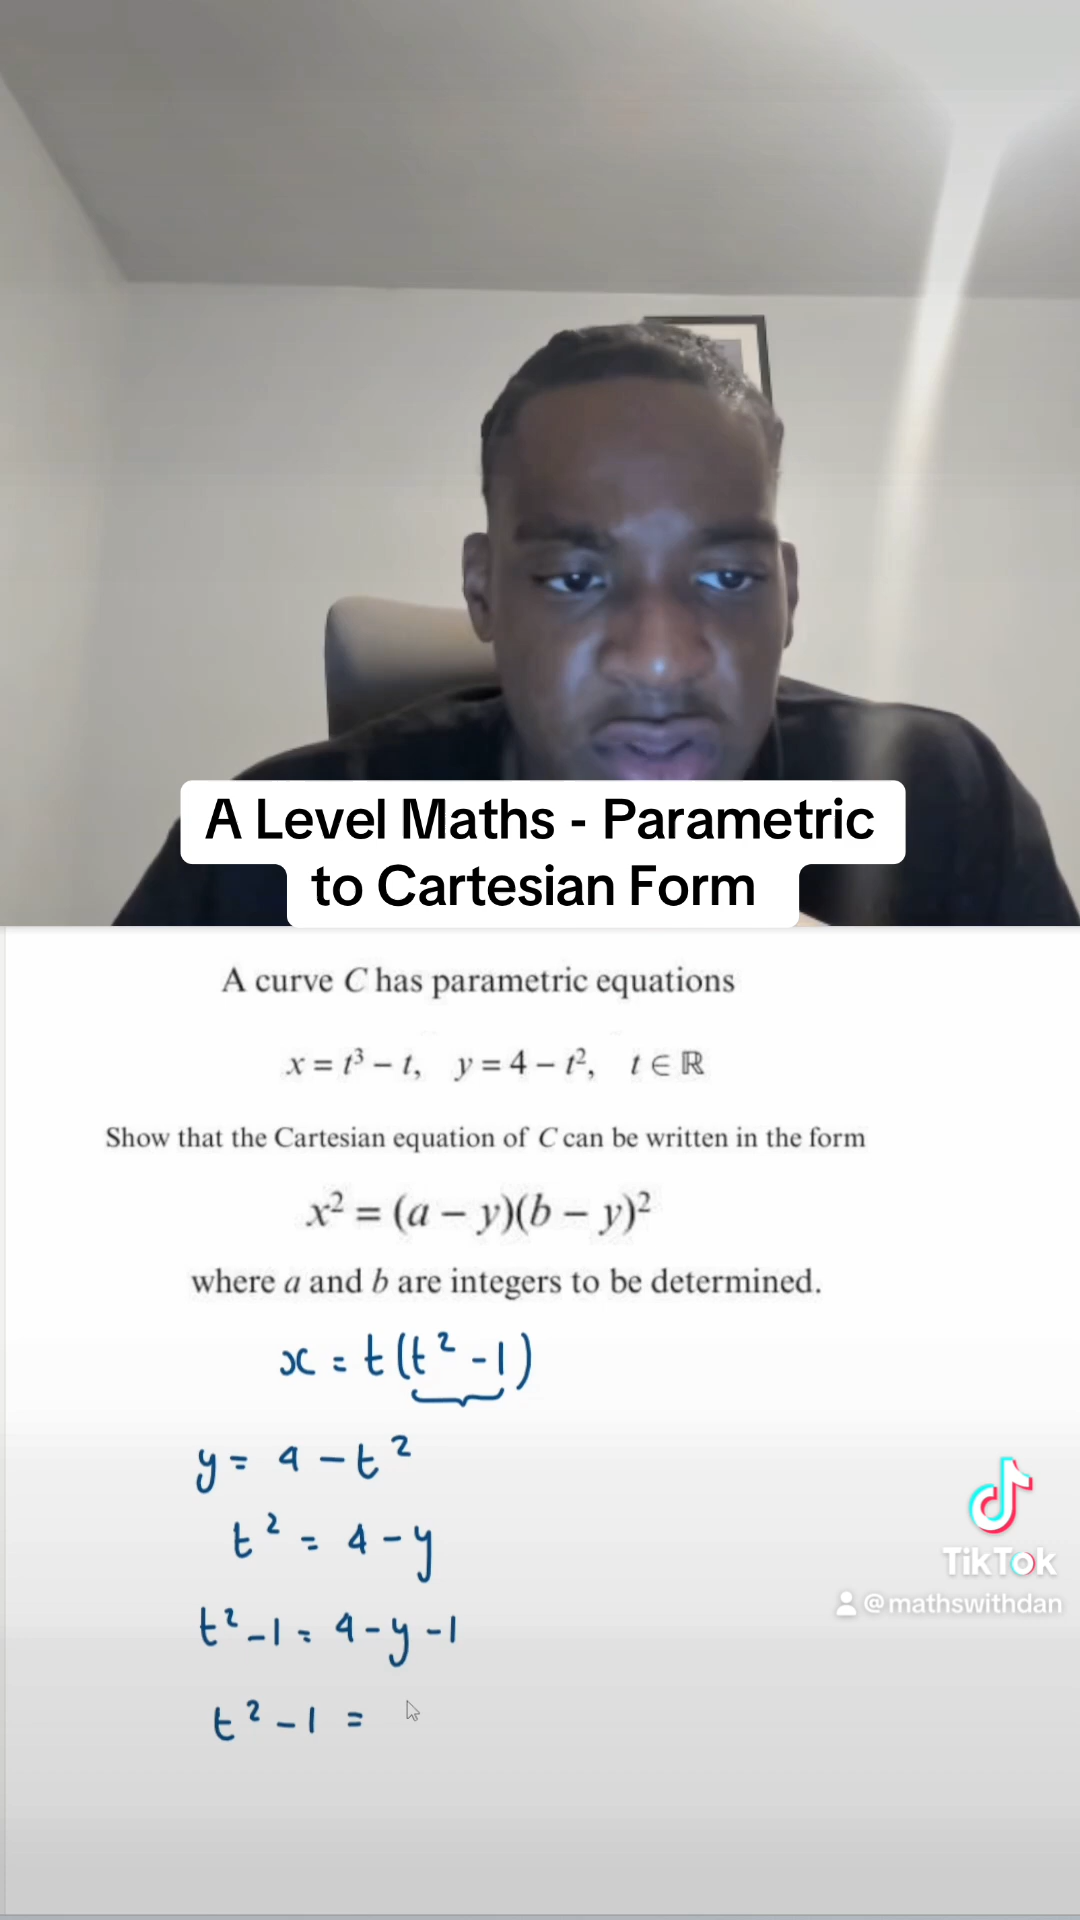 A Level Maths - Parametric
to Cartesian Form
A curve C has parametric equations
x = t³ – t, y = 4 – t², t ∈ ℝ
Show that the Cartesian equation of C can be written in the form
x² = (a – y)(b – y)²
where a and b are integers to be determined.
x = t(t² - 1)
y = 4 - t²
t² = 4 - y
t² - 1 = 4 - y - 1
t² - 1 =
TikTok
@mathswithdan